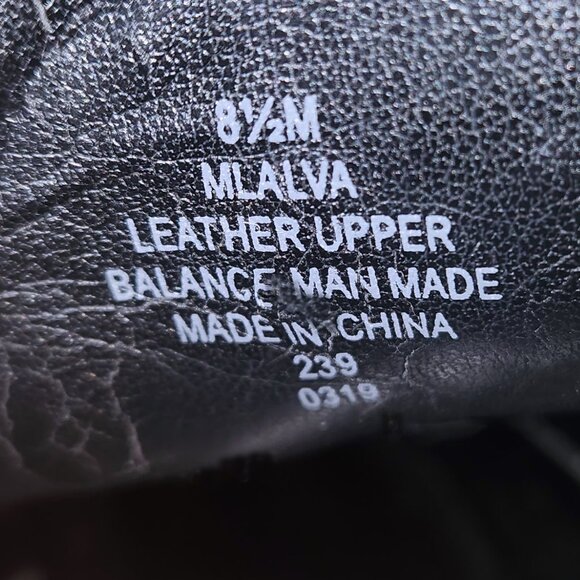 8½M
MLALVA
LEATHER UPPER
BALANCE MAN MADE
MADE IN CHINA
239
0319